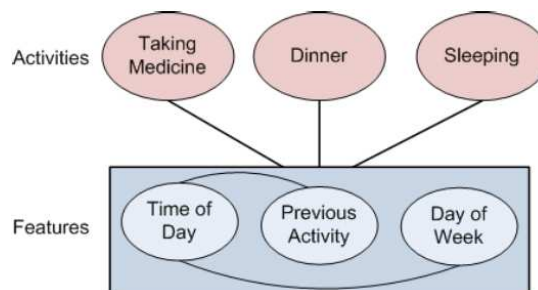 Activities
Taking
Medicine
Dinner
Sleeping
Features
Time of
Day
Previous
Activity
Day of
Week